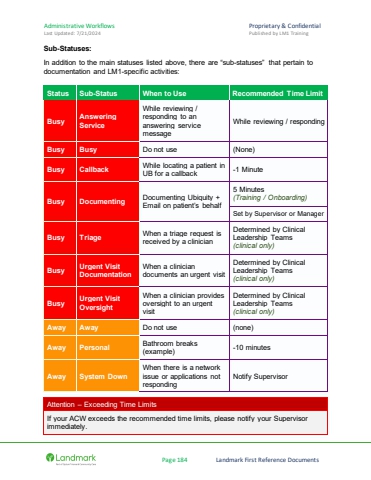 Administrative Workflows Proprietary & Confidential
Last Updated: 7/21/2024 Published by LM1 Training
Sub-Statuses:
In addition to the main statuses listed above, there are "sub-statuses" that pertain to
documentation and LM1-specific activities:
Status Sub-Status When to Use Recommended Time Limit
Busy Answering Service
While reviewing /
responding to an
answering service
message
While reviewing / responding
Busy Busy Do not use (None)
Busy Callback
While locating a patient in
UB for a callback
-1 Minute
Busy Documenting
Documenting Ubiquity +
Email on patient's behalf
5 Minutes
(Training / Onboarding)
Set by Supervisor or Manager
Busy Triage
When a triage request is
received by a clinician
Determined by Clinical
Leadership Teams
(clinical only)
Busy Urgent Visit Documentation
When a clinician
documents an urgent visit
Determined by Clinical
Leadership Teams
(clinical only)
Busy Urgent Visit Oversight
When a clinician provides
oversight to an urgent
visit
Determined by Clinical
Leadership Teams
(clinical only)
Away Away Do not use (none)
Away Personal
Bathroom breaks
(example)
-10 minutes
Away System Down
When there is a network
issue or applications not
responding
Notify Supervisor
Attention – Exceeding Time Limits
If your ACW exceeds the recommended time limits, please notify your Supervisor
immediately.
Landmark Page 184 Landmark First Reference Documents